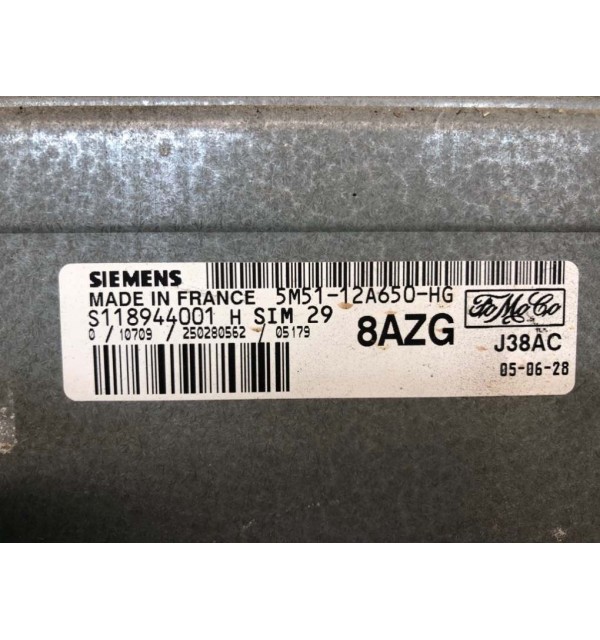 SIEMENS
MADE IN FRANCE 5M51-12A650-HG
S118944001 H SIM 29
0 / 10709 / 250280562 / 05179
8AZG
FoMoCo
J38AC
05-06-28